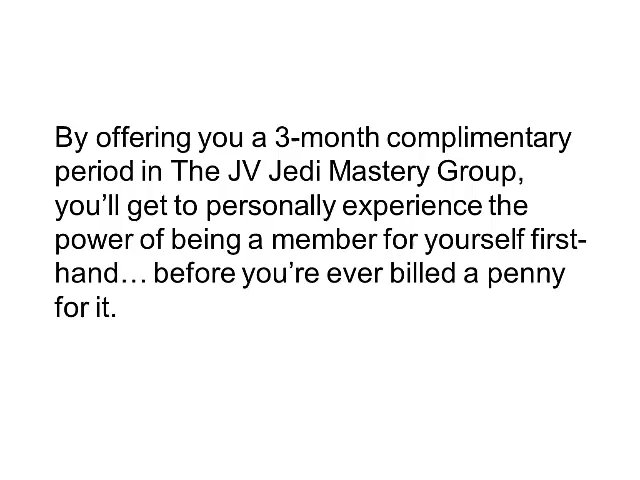 By offering you a 3-month complimentary
period in The JV Jedi Mastery Group,
you’ll get to personally experience the
power of being a member for yourself first-
hand… before you’re ever billed a penny
for it.